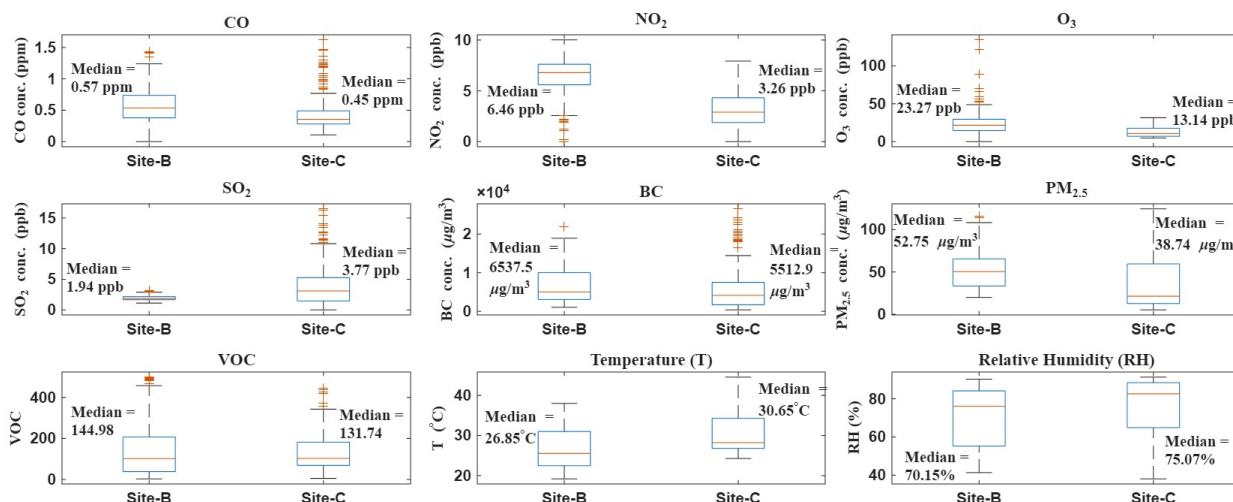 CO
CO conc. (ppm)
1.5
1
0.5
0
Median =
0.57 ppm
Median =
0.45 ppm
Site-B
Site-C
NO2
NO2 conc. (ppb)
10
5
0
Median =
6.46 ppb
Median =
3.26 ppb
Site-B
Site-C
O3
O3 conc. (ppb)
100
50
0
Median =
23.27 ppb
Median =
13.14 ppb
Site-B
Site-C
SO2
SO2 conc. (ppb)
15
10
5
0
Median =
1.94 ppb
Median =
3.77 ppb
Site-B
Site-C
BC
×10⁴
BC conc. (μg/m³)
2
1
0
Median =
6537.5
μg/m³
Median =
5512.9
μg/m³
Site-B
Site-C
PM2.5
PM2.5 conc. (μg/m³)
100
50
0
Median =
52.75 μg/m³
Median =
38.74 μg/m³
Site-B
Site-C
VOC
VOC
400
200
0
Median =
144.98
Median =
131.74
Site-B
Site-C
Temperature (T)
T (°C)
40
30
20
Median =
26.85°C
Median =
30.65°C
Site-B
Site-C
Relative Humidity (RH)
RH (%)
80
60
40
Median =
70.15%
Median =
75.07%
Site-B
Site-C